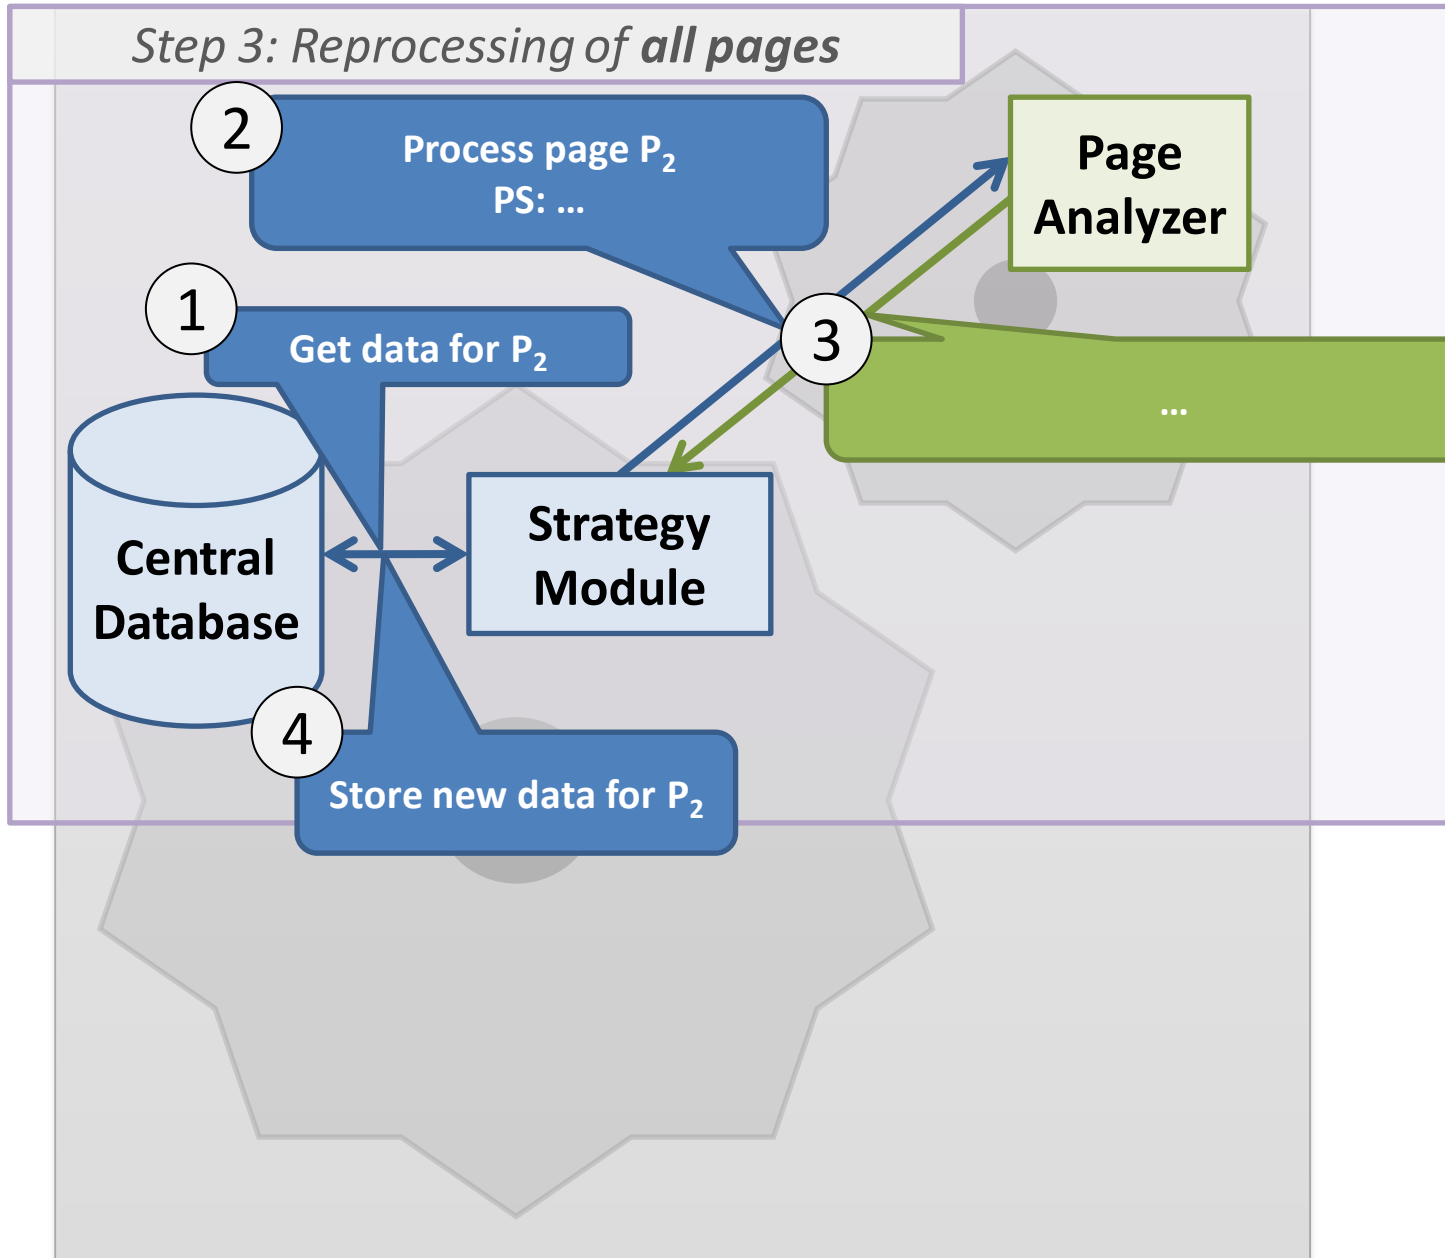 Step 3: Reprocessing of all pages
2
Process page P₂
PS: ...
Page
Analyzer
1
Get data for P₂
3
...
Central
Database
Strategy
Module
4
Store new data for P₂